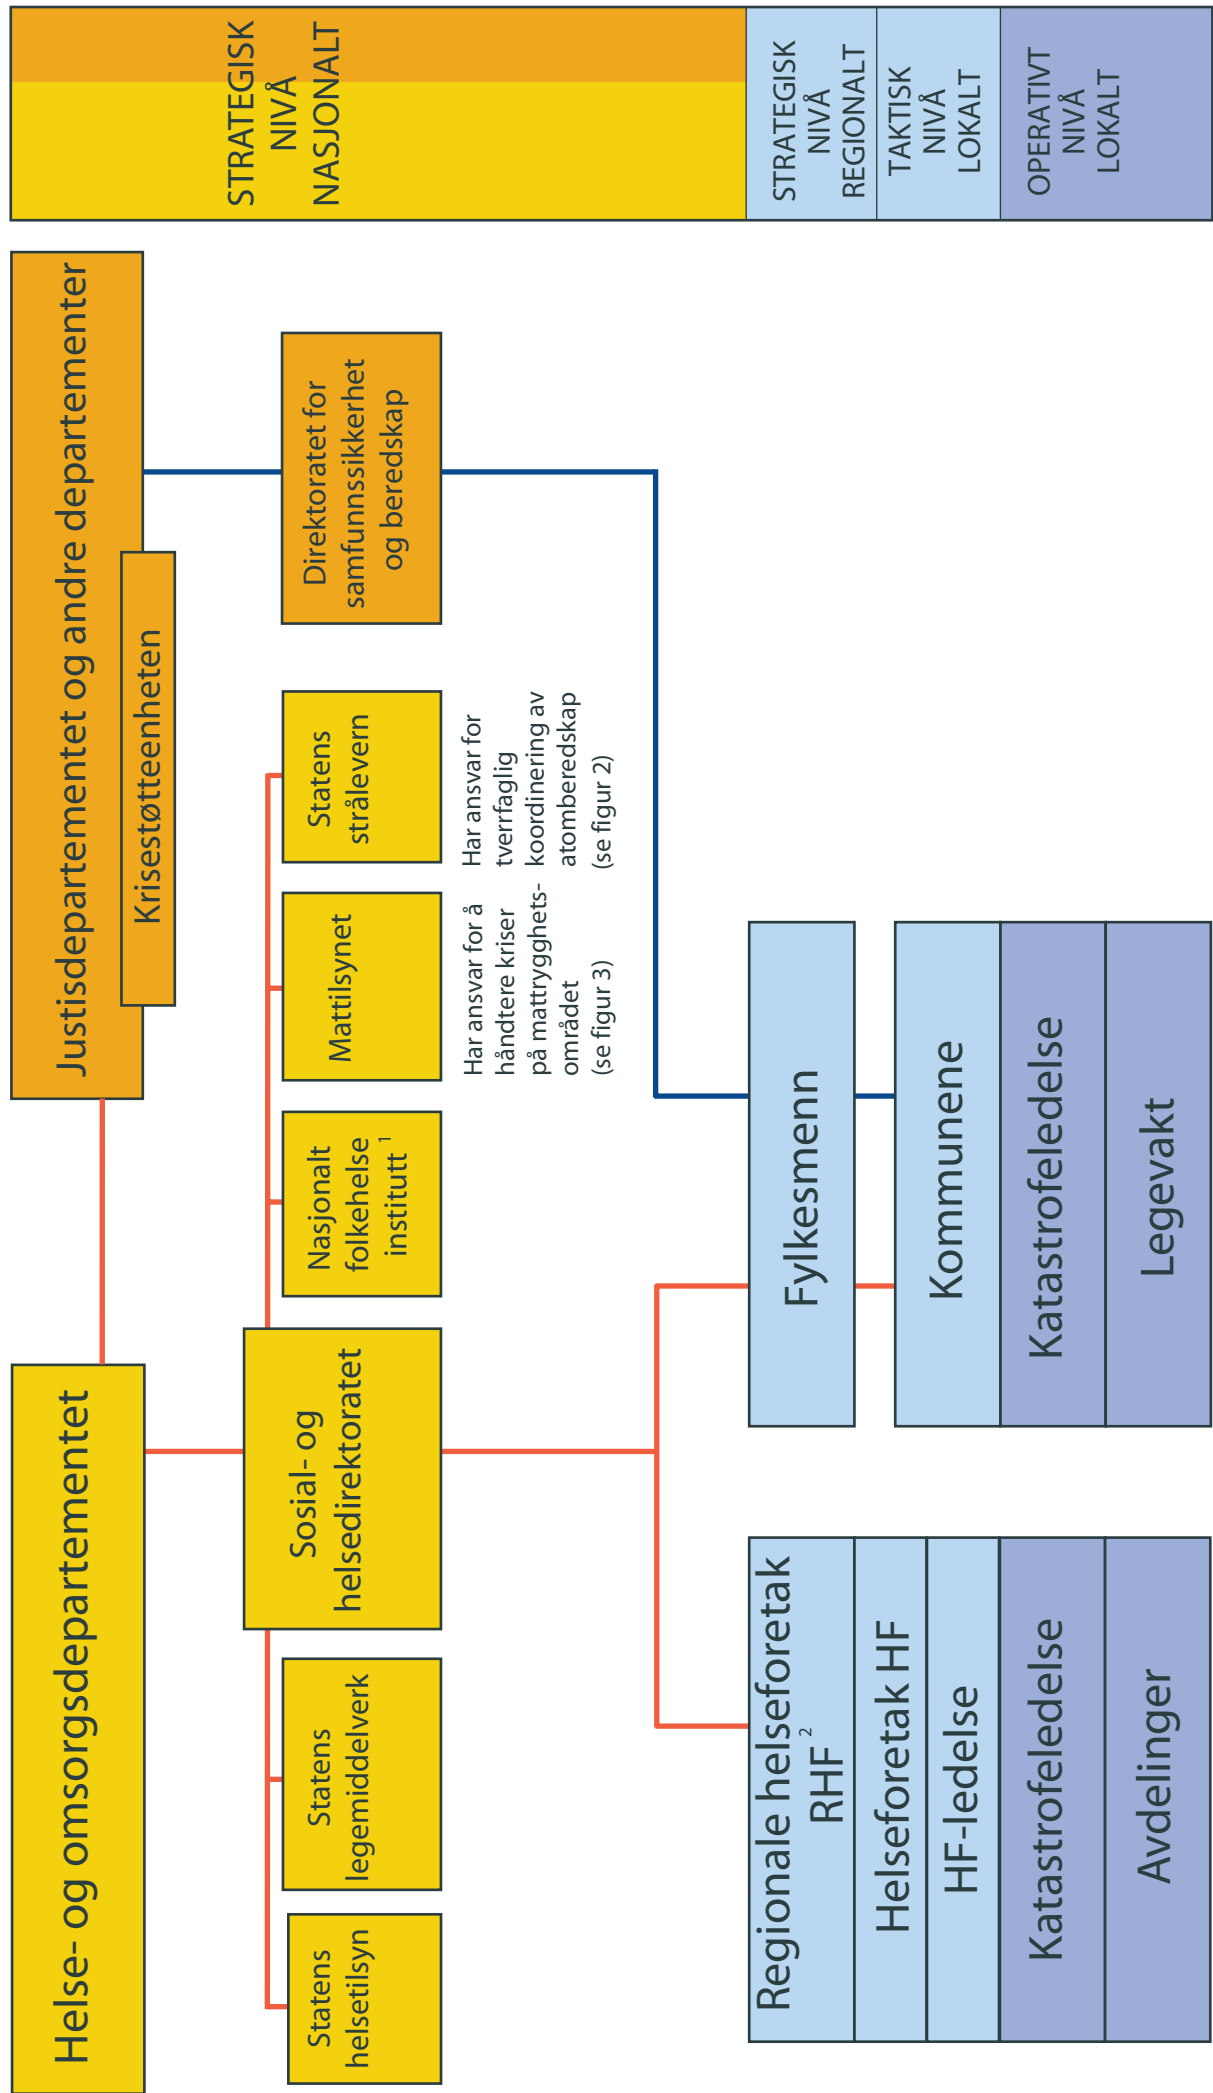 Helse- og omsorgsdepartementet
Justisdepartementet og andre departementer
Krisestøtteenheten
STRATEGISK
NIVÅ
NASJONALT
Statens
helsetilsyn
Statens
legemiddelverk
Sosial- og
helsedirektoratet
Nasjonalt
folkehelse
institutt 1
Mattilsynet
Statens
strålevern
Direktoratet for
samfunnssikkerhet
og beredskap
Har ansvar for å
håndtere kriser
på mattrygghets-
området
(se figur 3)
Har ansvar for
tverrfaglig
koordinering av
atomberedskap
(se figur 2)
Regionale helseforetak
RHF 2
Helseforetak HF
HF-ledelse
Katastrofeledelse
Avdelinger
Fylkesmenn
Kommunene
Katastrofeledelse
Legevakt
STRATEGISK
NIVÅ
REGIONALT
TAKTISK
NIVÅ
LOKALT
OPERATIVT
NIVÅ
LOKALT